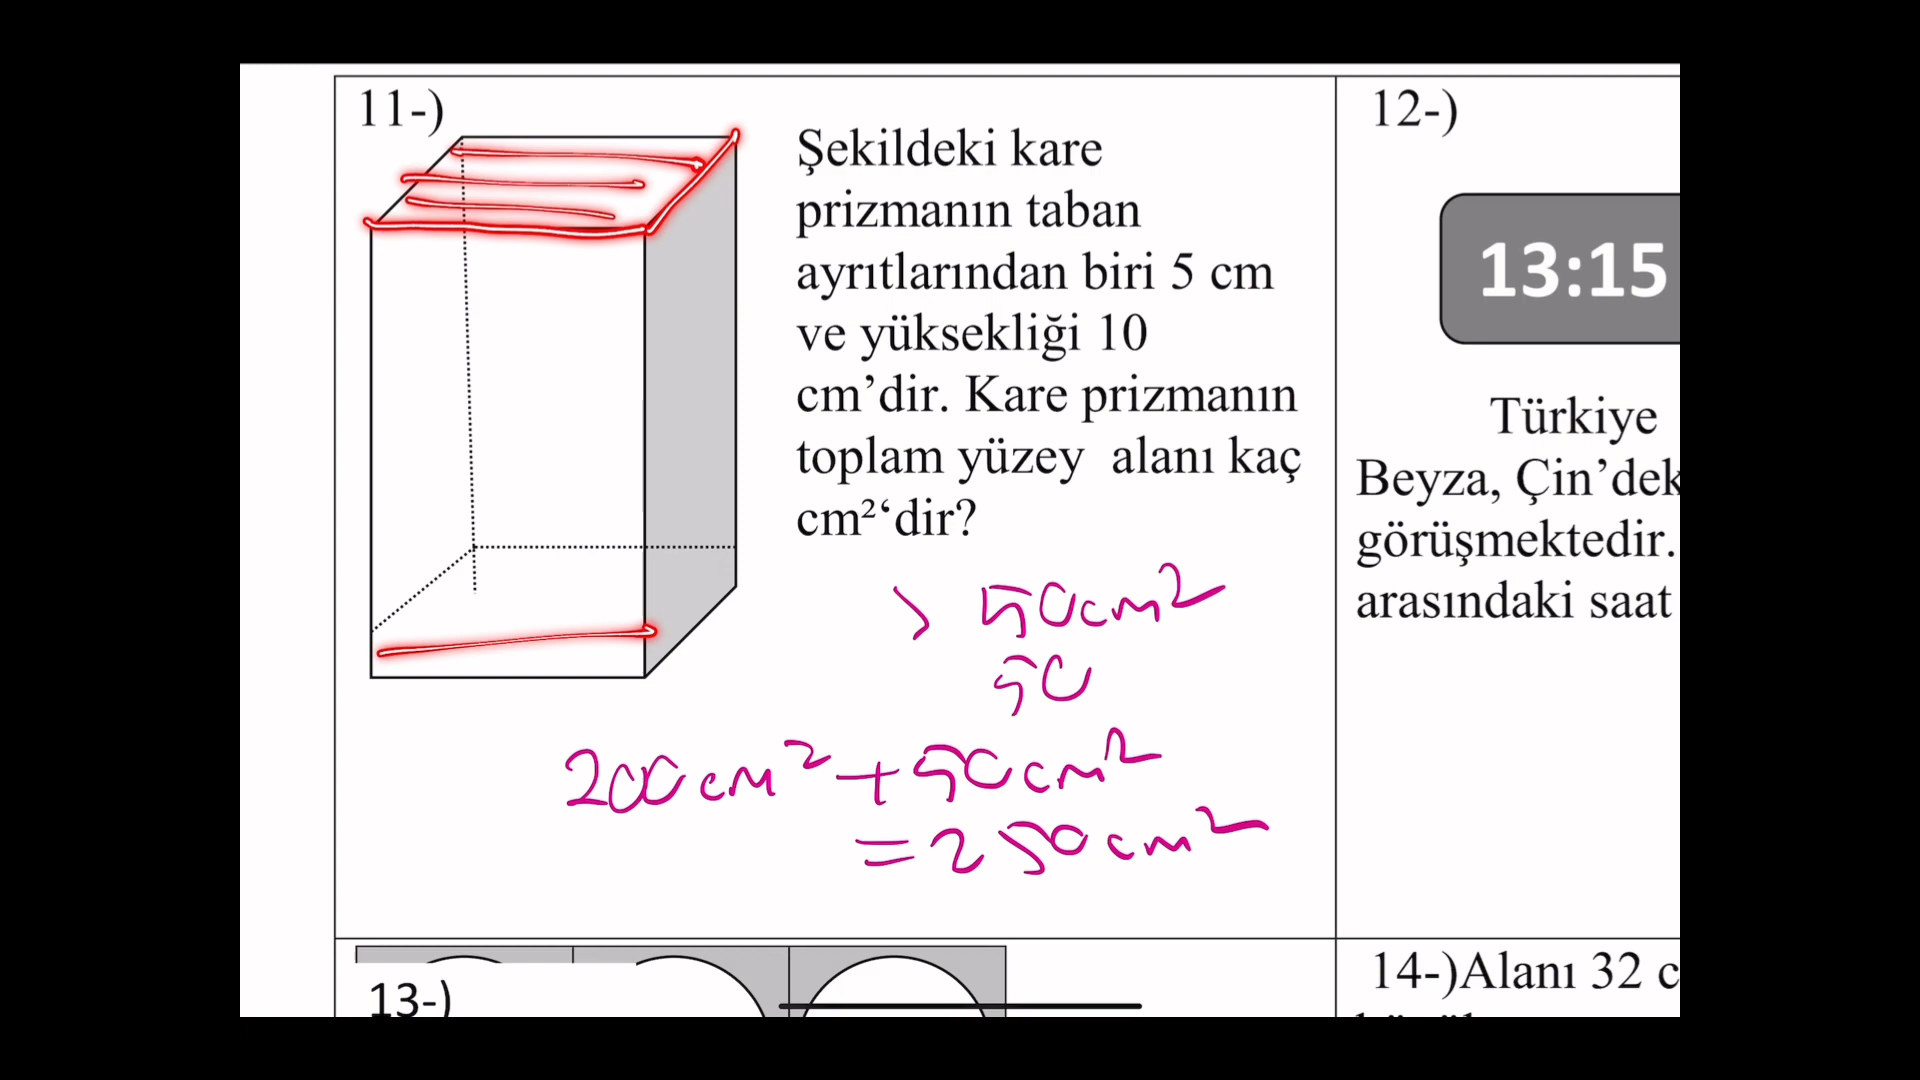 11-)
Şekildeki kare
prizmanın taban
ayrıtlarından biri 5 cm
ve yüksekliği 10
cm’dir. Kare prizmanın
toplam yüzey alanı kaç
cm²‘dir?
50cm²
50
200cm²+50cm²
=250cm²
12-)
13:15
Türkiye
Beyza, Çin’dek
görüşmektedir.
arasındaki saat
13-)
14-)Alanı 32 c